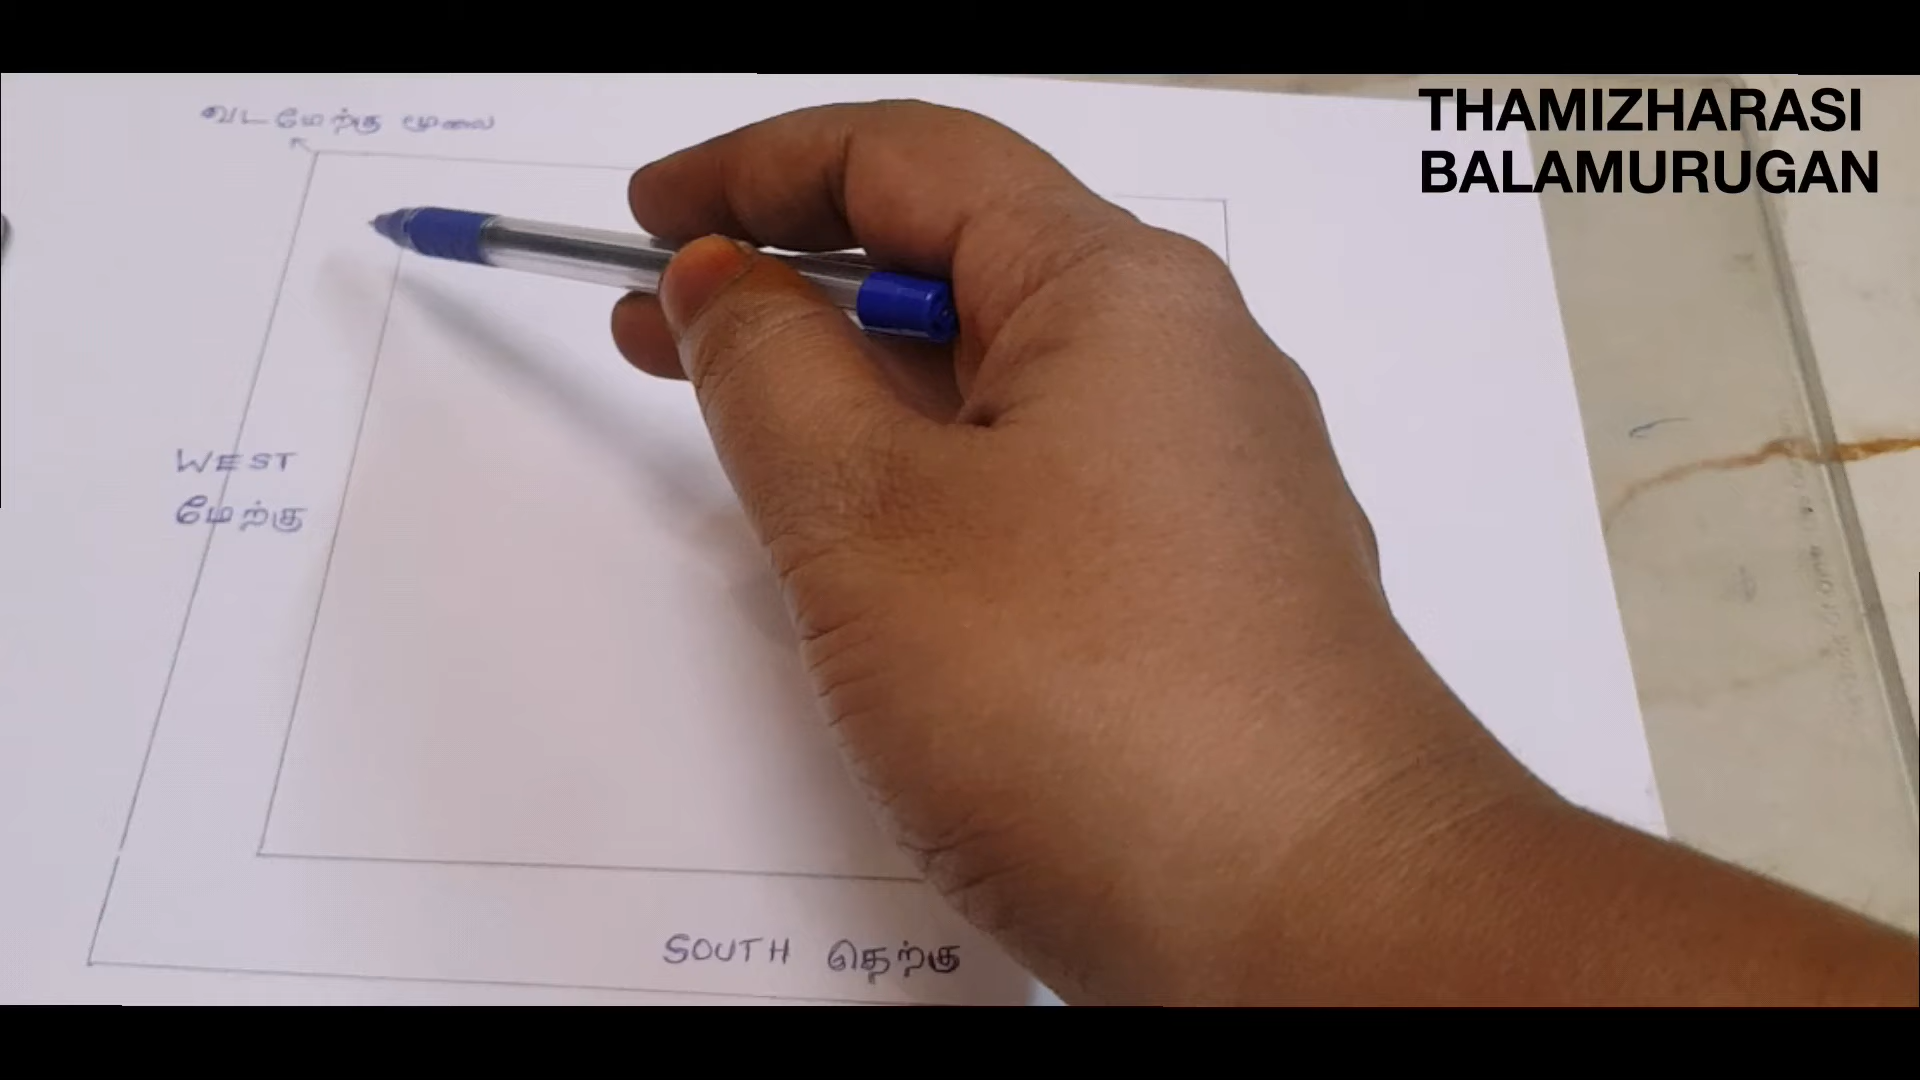 வடமேற்கு மூலை
THAMIZHARASI
BALAMURUGAN
WEST
மேற்கு
SOUTH தெற்கு